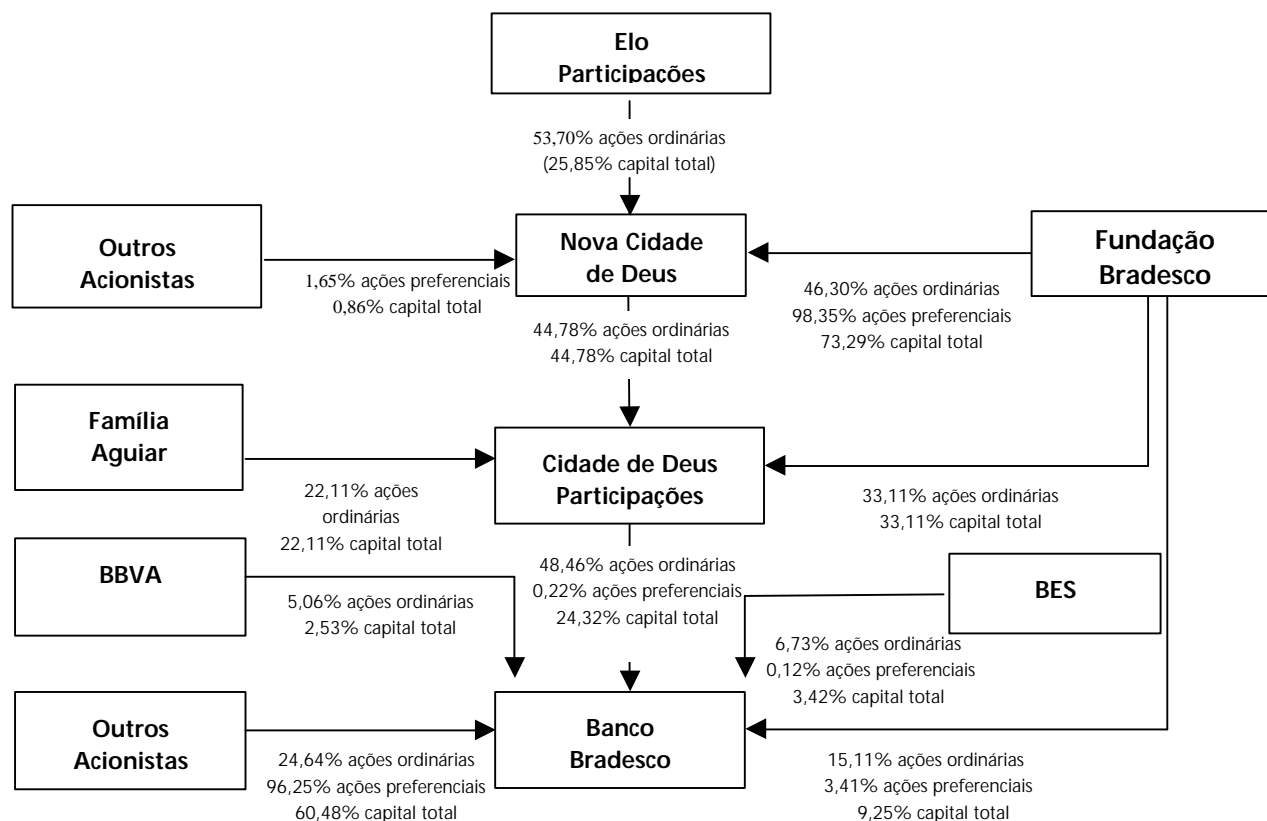 Elo
Participações
53,70% ações ordinárias
(25,85% capital total)
Outros
Acionistas
1,65% ações preferenciais
0,86% capital total
Nova Cidade
de Deus
Fundação
Bradesco
46,30% ações ordinárias
98,35% ações preferenciais
73,29% capital total
44,78% ações ordinárias
44,78% capital total
Família
Aguiar
22,11% ações
ordinárias
22,11% capital total
Cidade de Deus
Participações
33,11% ações ordinárias
33,11% capital total
BBVA
5,06% ações ordinárias
2,53% capital total
48,46% ações ordinárias
0,22% ações preferenciais
24,32% capital total
BES
6,73% ações ordinárias
0,12% ações preferenciais
3,42% capital total
Outros
Acionistas
24,64% ações ordinárias
96,25% ações preferenciais
60,48% capital total
Banco
Bradesco
15,11% ações ordinárias
3,41% ações preferenciais
9,25% capital total